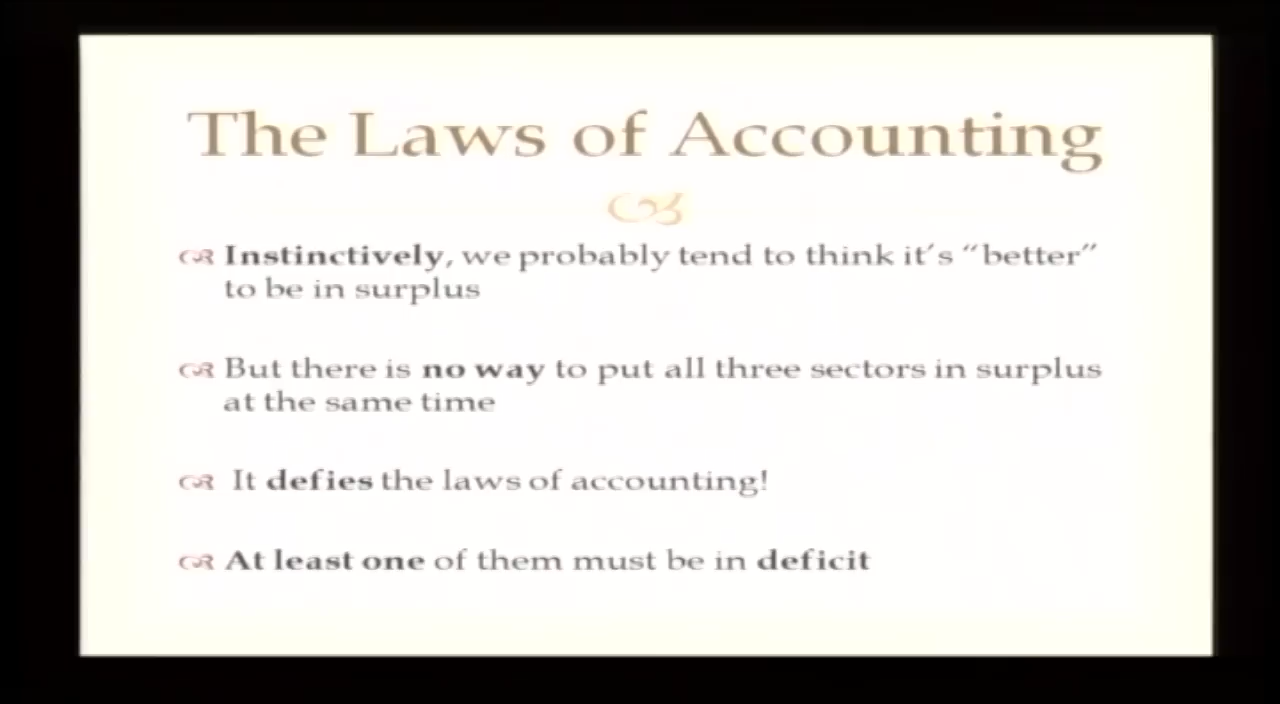 The Laws of Accounting
Instinctively, we probably tend to think it's “better”
to be in surplus
But there is no way to put all three sectors in surplus
at the same time
It defies the laws of accounting!
At least one of them must be in deficit